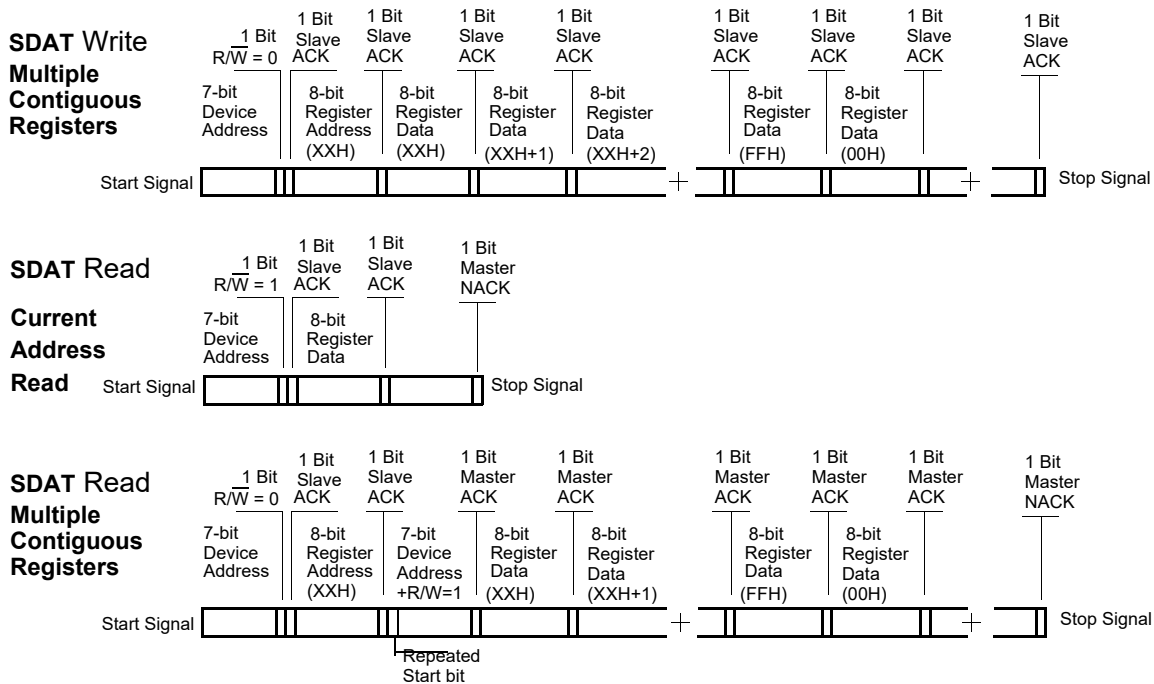 SDAT Write
Multiple
Contiguous
Registers
1 Bit
R/W = 0
1 Bit
Slave
ACK
1 Bit
Slave
ACK
1 Bit
Slave
ACK
1 Bit
Slave
ACK
1 Bit
Slave
ACK
1 Bit
Slave
ACK
1 Bit
Slave
ACK
1 Bit
Slave
ACK
7-bit
Device
Address
8-bit
Register
Address
(XXH)
8-bit
Register
Data
(XXH)
8-bit
Register
Data
(XXH+1)
8-bit
Register
Data
(XXH+2)
8-bit
Register
Data
(FFH)
8-bit
Register
Data
(00H)
Start Signal
Stop Signal
SDAT Read
Current
Address
Read
1 Bit
R/W = 1
1 Bit
Slave
ACK
1 Bit
Slave
ACK
1 Bit
Master
NACK
7-bit
Device
Address
8-bit
Register
Data
Start Signal
Stop Signal
SDAT Read
Multiple
Contiguous
Registers
1 Bit
R/W = 0
1 Bit
Slave
ACK
1 Bit
Slave
ACK
1 Bit
Master
ACK
1 Bit
Master
ACK
1 Bit
Master
ACK
1 Bit
Master
ACK
1 Bit
Master
ACK
1 Bit
Master
NACK
7-bit
Device
Address
8-bit
Register
Address
(XXH)
7-bit
Device
Address
+R/W=1
8-bit
Register
Data
(XXH)
8-bit
Register
Data
(XXH+1)
8-bit
Register
Data
(FFH)
8-bit
Register
Data
(00H)
Start Signal
Stop Signal
Repeated
Start bit